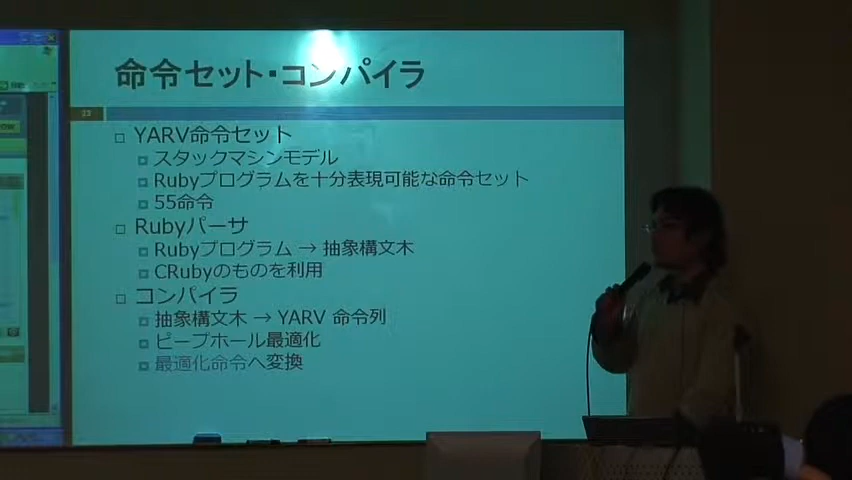 命令セット・コンパイラ
23
YARV命令セット
スタックマシンモデル
Rubyプログラムを十分表現可能な命令セット
55命令
Rubyパーサ
Rubyプログラム → 抽象構文木
CRubyのものを利用
コンパイラ
抽象構文木 → YARV 命令列
ピープホール最適化
最適化命令へ変換